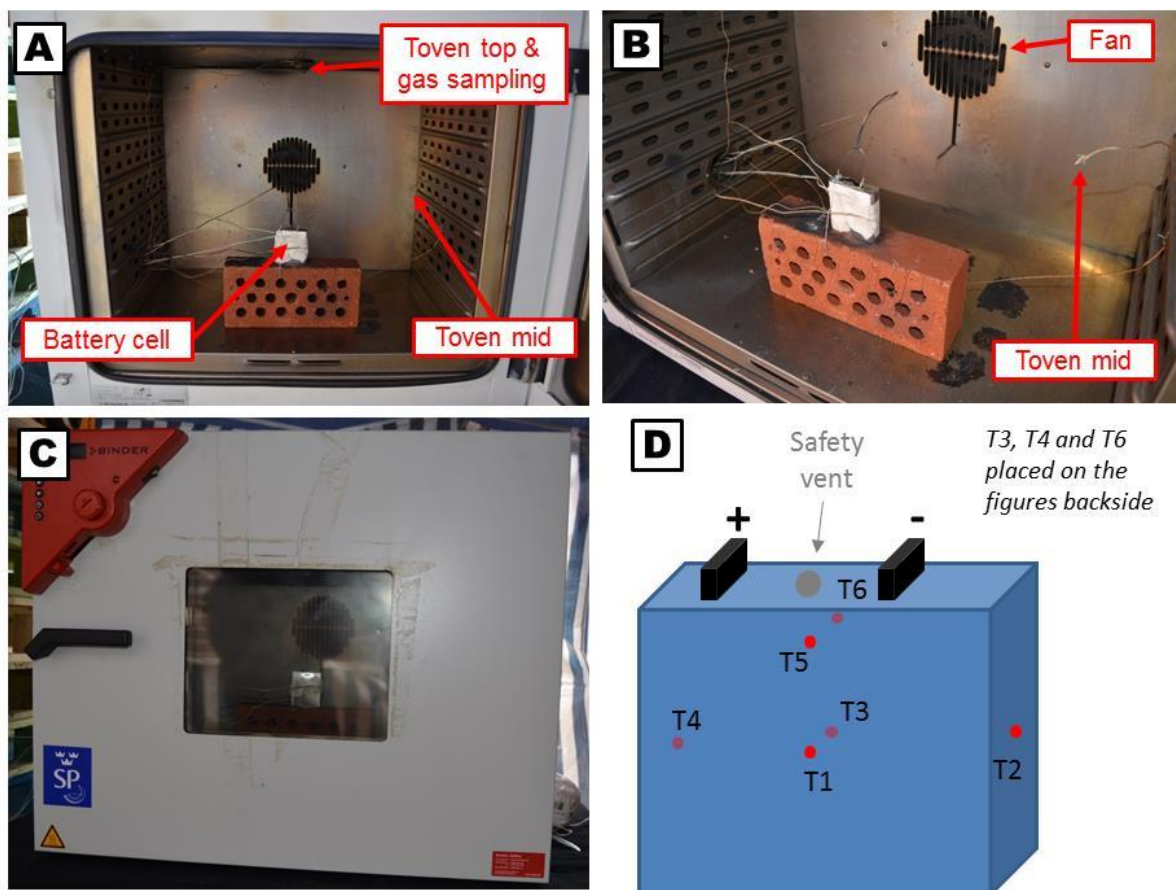 A
Toven top &
gas sampling
Battery cell
Toven mid
B
Fan
Toven mid
C
BINDER
SP
D
Safety
vent
T3, T4 and T6
placed on the
figures backside
+
-
T6
T5
T4
T3
T1
T2